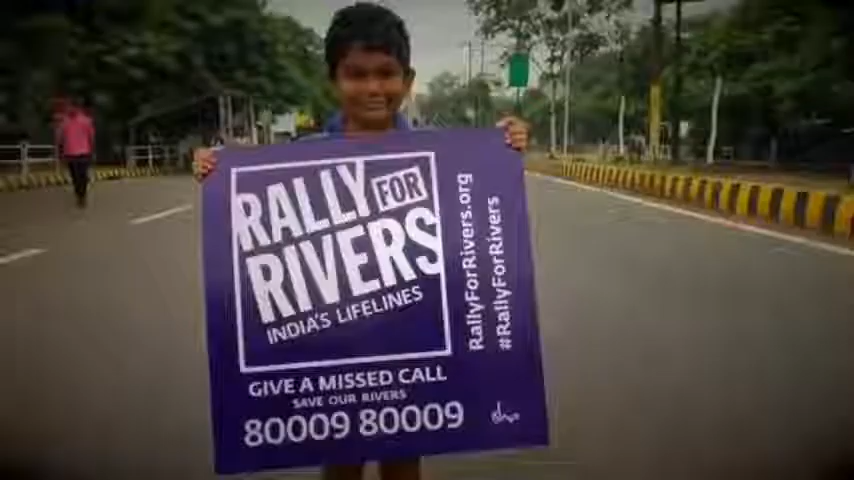 RALLY FOR
RIVERS
INDIA'S LIFELINES
GIVE A MISSED CALL
SAVE OUR RIVERS
80009 80009
RallyForRivers.org
#RallyForRivers